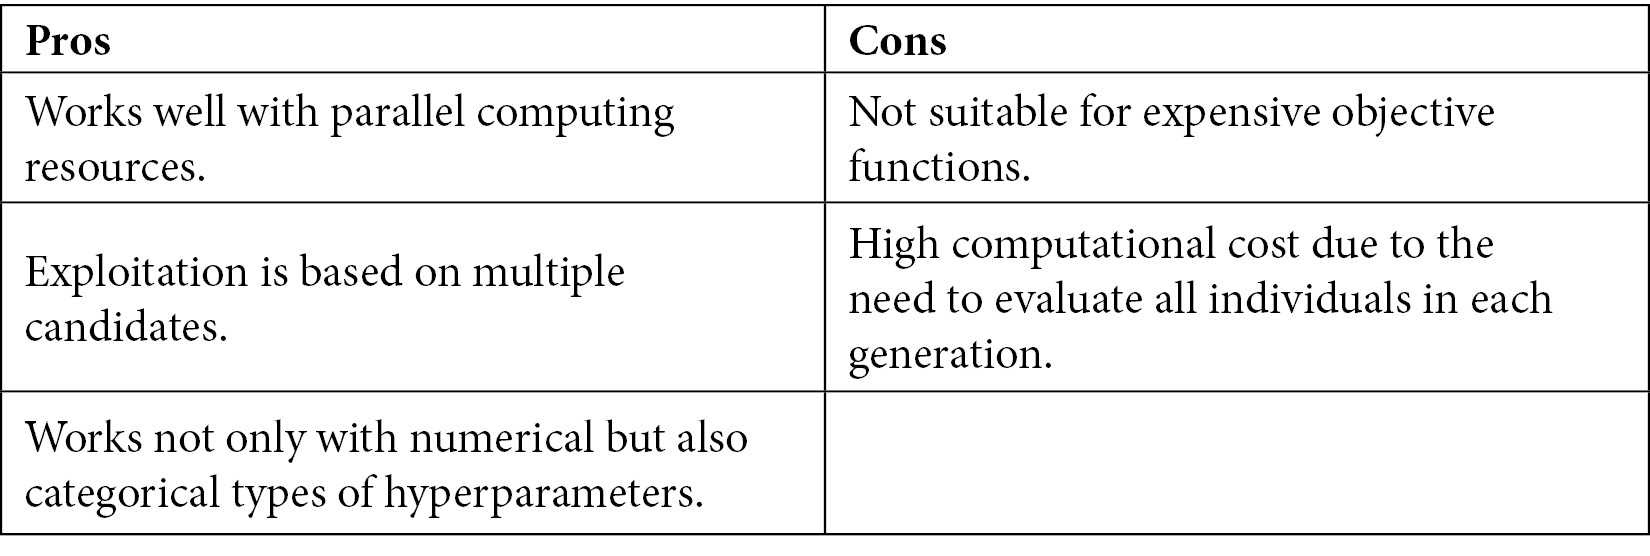 Pros
Cons
Works well with parallel computing
resources.
Not suitable for expensive objective
functions.
Exploitation is based on multiple
candidates.
High computational cost due to the
need to evaluate all individuals in each
generation.
Works not only with numerical but also
categorical types of hyperparameters.